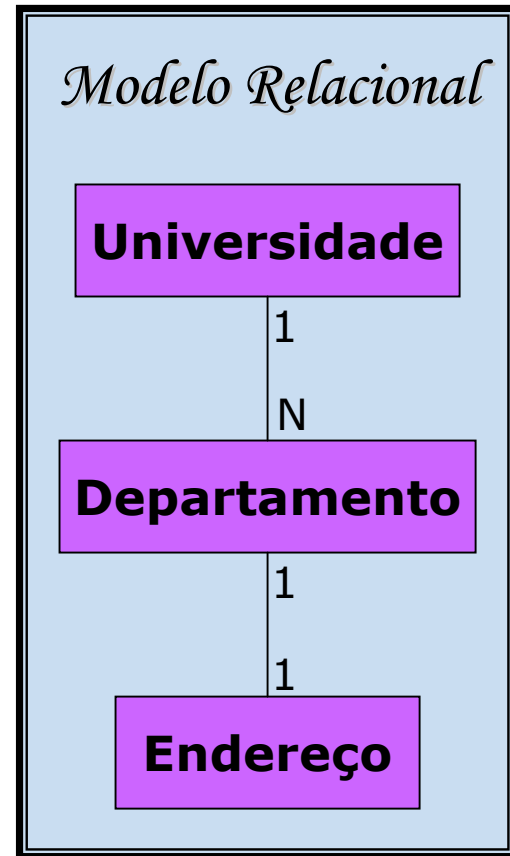 Modelo Relacional
Universidade
1
N
Departamento
1
1
Endereço